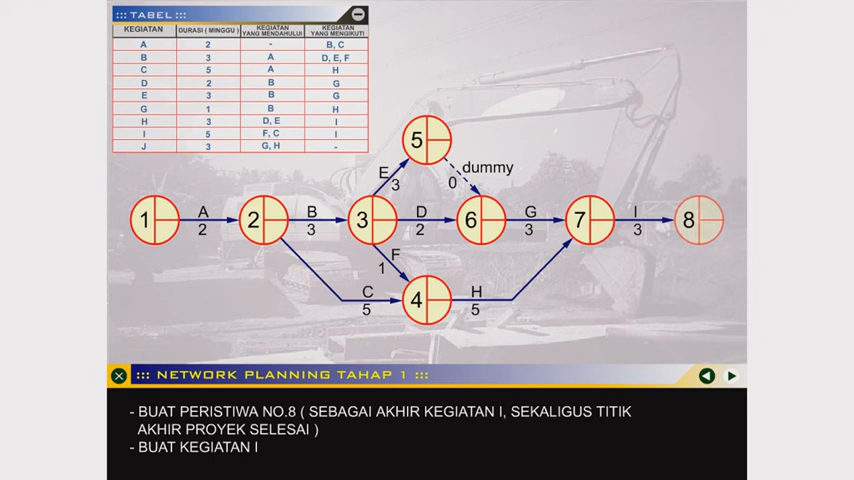 ::: TABEL :::
KEGIATAN DURASI ( MINGGU ) KEGIATAN YANG MENDAHULUI KEGIATAN YANG MENGIKUTI
A 2 - B, C
B 3 A D, E, F
C 5 A H
D 2 B G
E 3 B G
G 1 B H
H 3 D, E I
I 5 F, C I
J 3 G, H -
5
E 3
dummy
0
1
A 2
2
B 3
3
D 2
6
G 3
7
I 3
8
F 1
C 5
4
H 5
::: NETWORK PLANNING TAHAP 1 :::
- BUAT PERISTIWA NO.8 ( SEBAGAI AKHIR KEGIATAN I, SEKALIGUS TITIK
AKHIR PROYEK SELESAI )
- BUAT KEGIATAN I